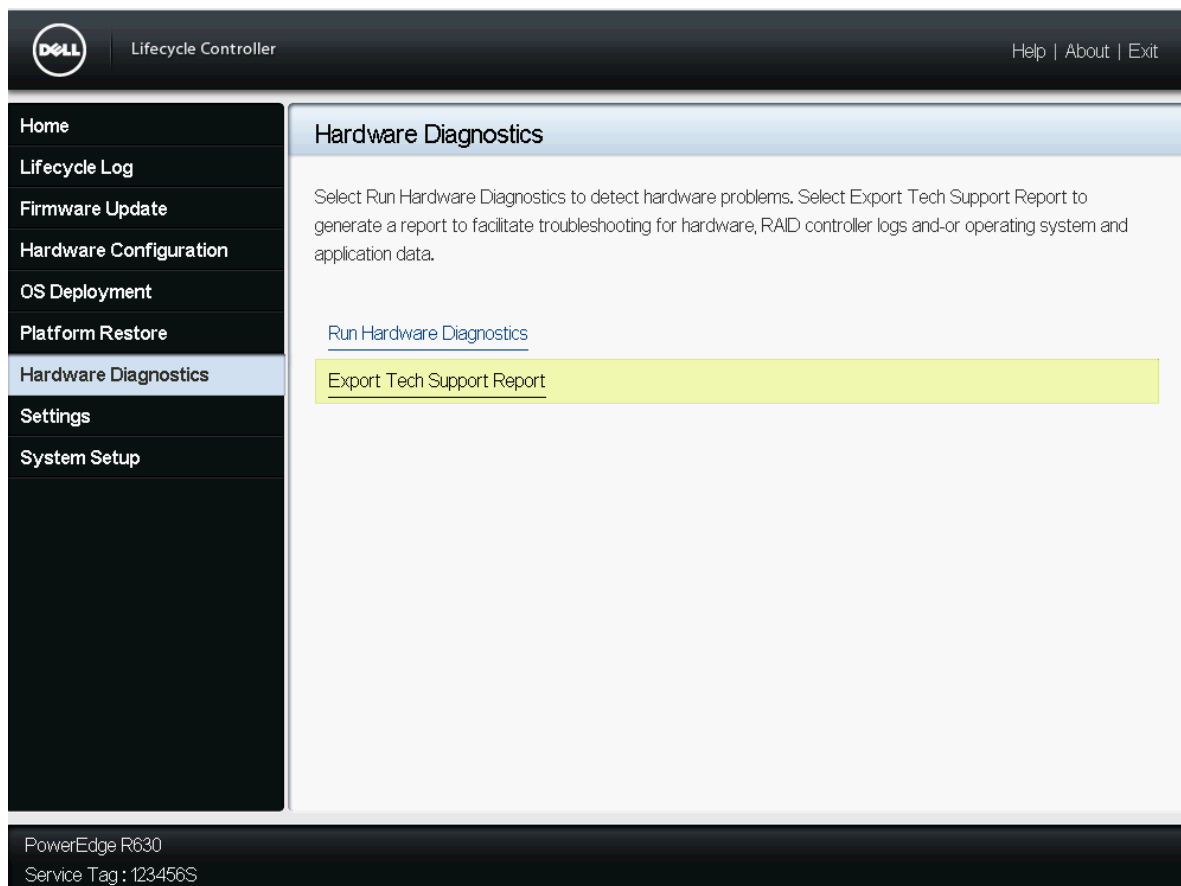 DELL
Lifecycle Controller
Help | About | Exit
Home
Lifecycle Log
Firmware Update
Hardware Configuration
OS Deployment
Platform Restore
Hardware Diagnostics
Settings
System Setup
Hardware Diagnostics
Select Run Hardware Diagnostics to detect hardware problems. Select Export Tech Support Report to
generate a report to facilitate troubleshooting for hardware, RAID controller logs and-or operating system and
application data.
Run Hardware Diagnostics
Export Tech Support Report
PowerEdge R630
Service Tag : 123456S